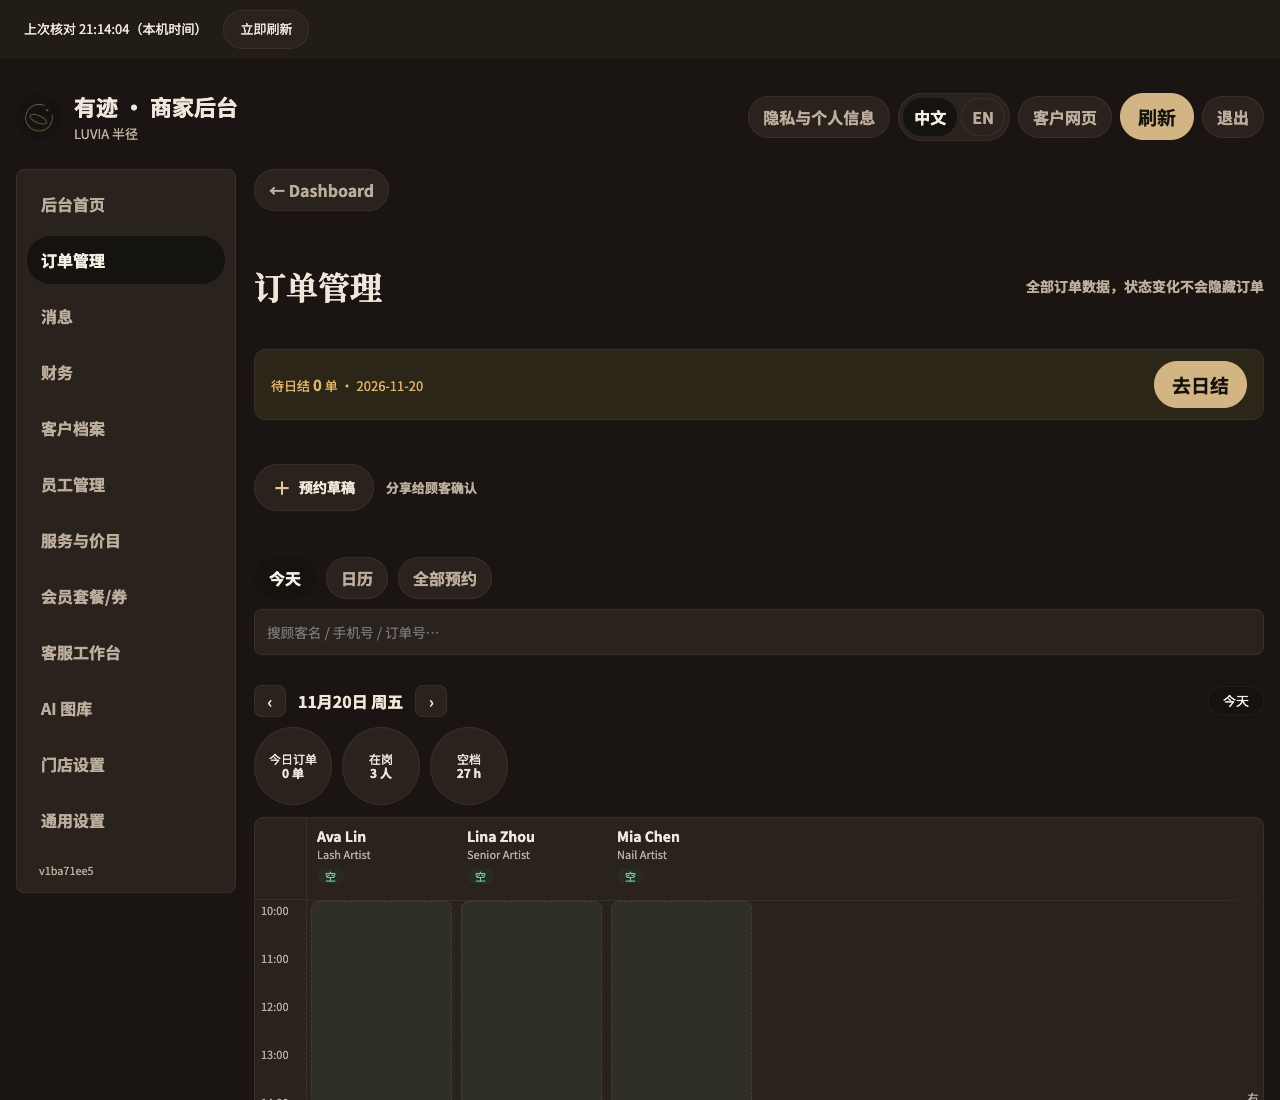 上次核对 21:14:04（本机时间）
立即刷新
有迹 · 商家后台
LUVIA 半径
隐私与个人信息
中文
EN
客户网页
刷新
退出
后台首页
订单管理
消息
财务
客户档案
员工管理
服务与价目
会员套餐/券
客服工作台
AI 图库
门店设置
通用设置
v1ba71ee5
← Dashboard
订单管理
全部订单数据，状态变化不会隐藏订单
待日结 0 单 · 2026-11-20
去日结
＋ 预约草稿
分享给顾客确认
今天
日历
全部预约
搜顾客名 / 手机号 / 订单号…
‹
11月20日 周五
›
今天
今日订单
0 单
在岗
3 人
空档
27 h
Ava Lin
Lash Artist
空
Lina Zhou
Senior Artist
空
Mia Chen
Nail Artist
空
10:00
11:00
12:00
13:00